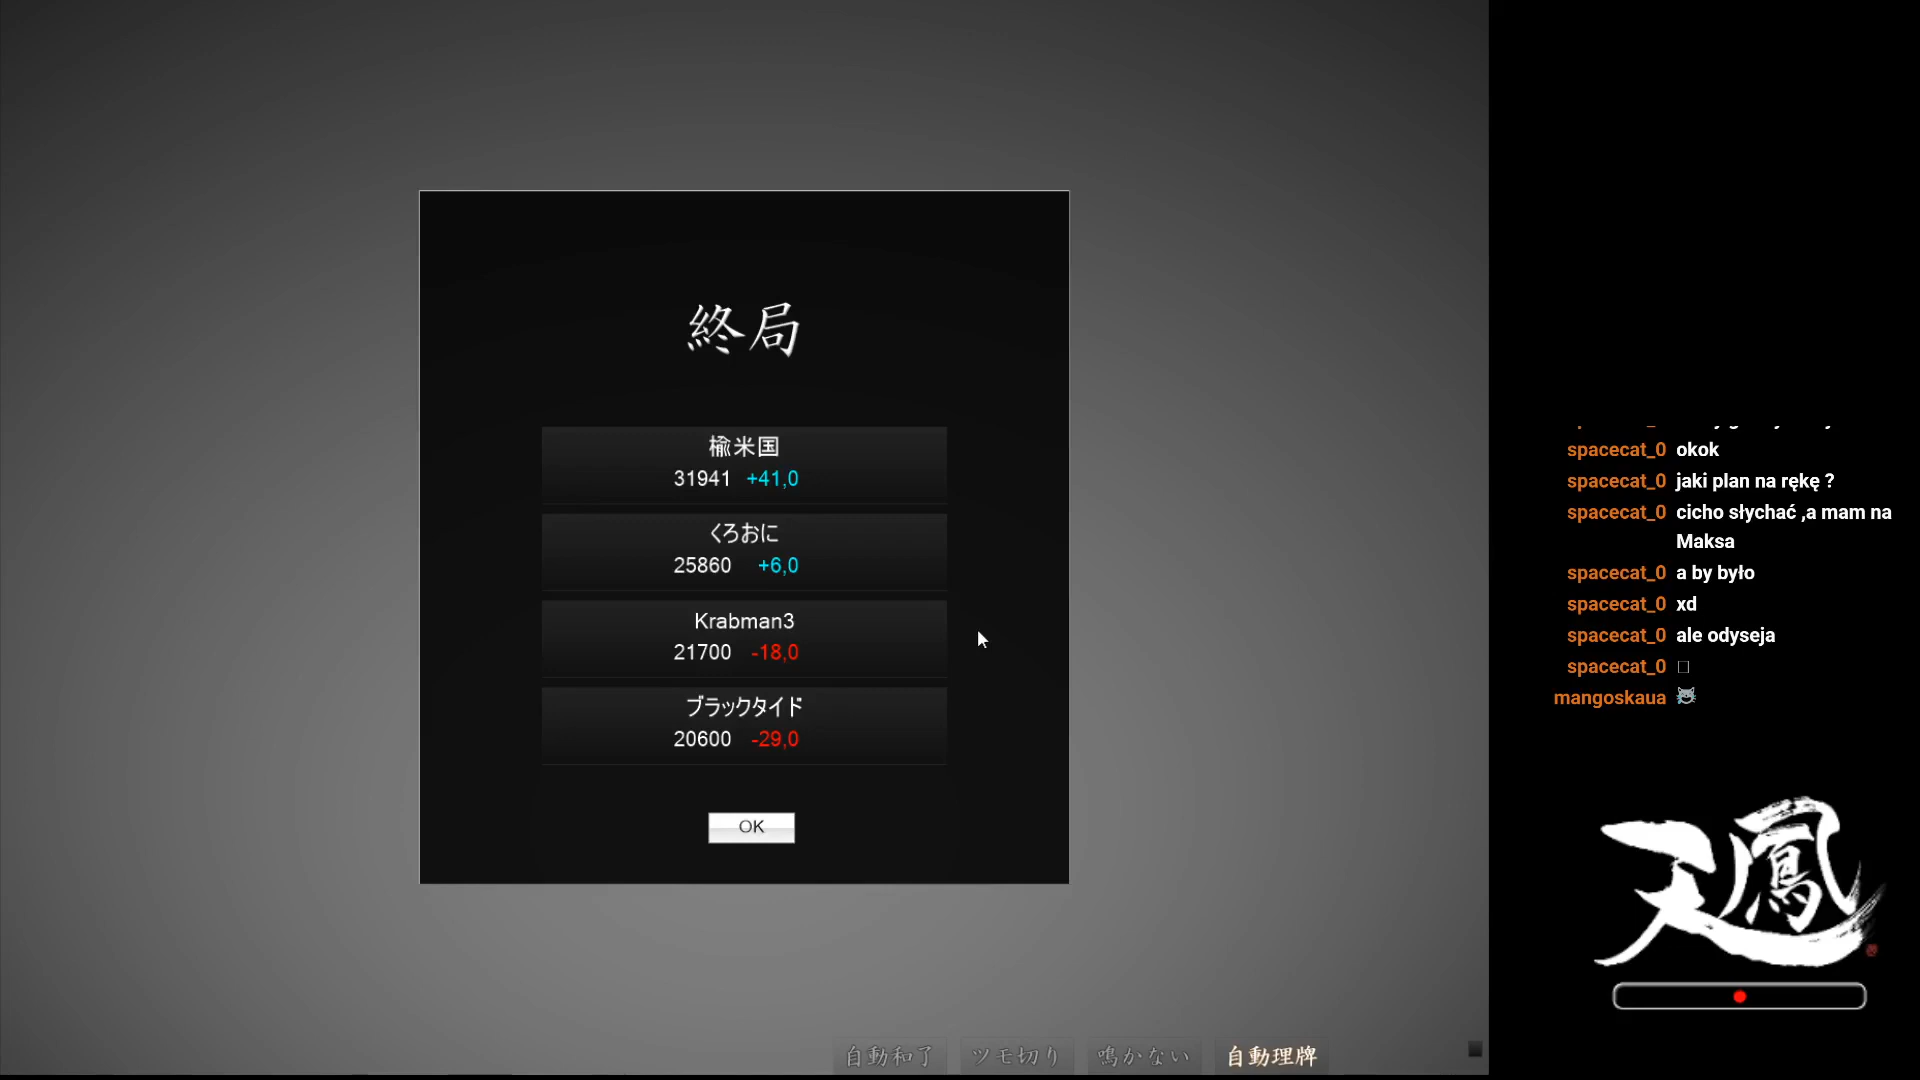 終局
楡米国
31941 +41,0
くろおに
25860 +6,0
Krabman3
21700 -18,0
ブラックタイド
20600 -29,0
OK
自動和了 ツモ切り 鳴かない 自動理牌
spacecat_0 okok
spacecat_0 jaki plan na rękę ?
spacecat_0 cicho słychać ,a mam na
Maksa
spacecat_0 a by było
spacecat_0 xd
spacecat_0 ale odyseja
spacecat_0
mangoskaua
天鳳